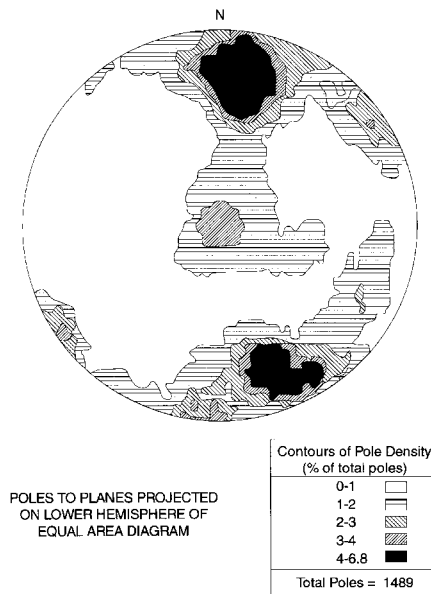 N
POLES TO PLANES PROJECTED
ON LOWER HEMISPHERE OF
EQUAL AREA DIAGRAM
Contours of Pole Density
(% of total poles)
0-1
1-2
2-3
3-4
4-6.8
Total Poles = 1489